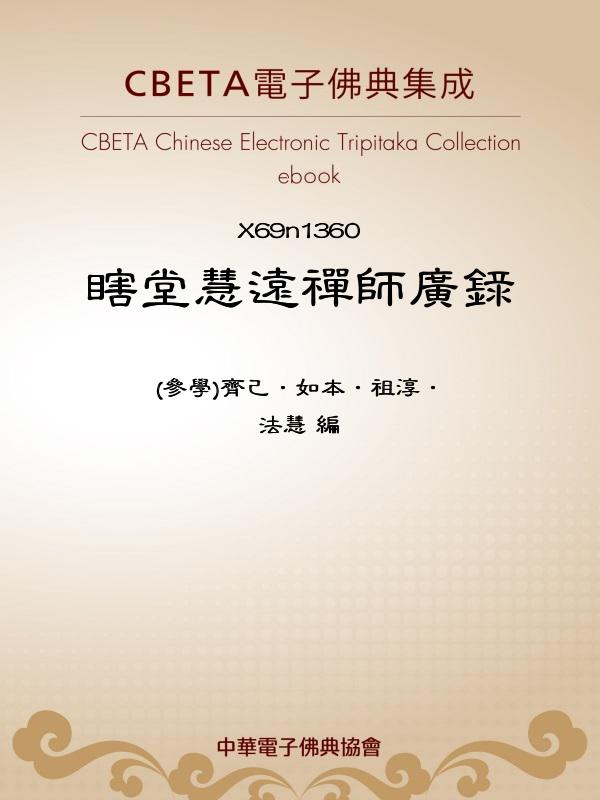 CBETA電子佛典集成
CBETA Chinese Electronic Tripitaka Collection
ebook
X69n1360
瞎堂慧遠禪師廣錄
(參學)齊己．如本．祖淳．
法慧 編
中華電子佛典協會